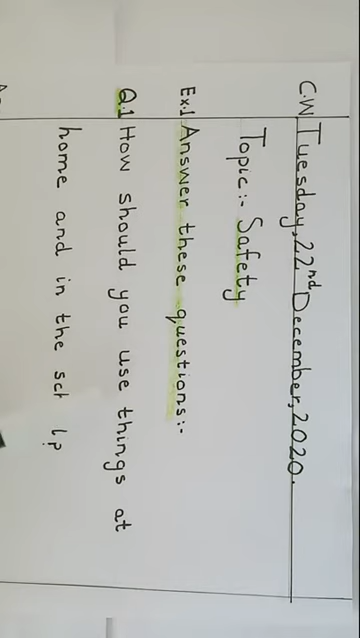 C.W Tuesday, 22nd December, 2020.
Topic:- Safety
Ex.1 Answer these questions:-
Q.1 How should you use things at
home and in the